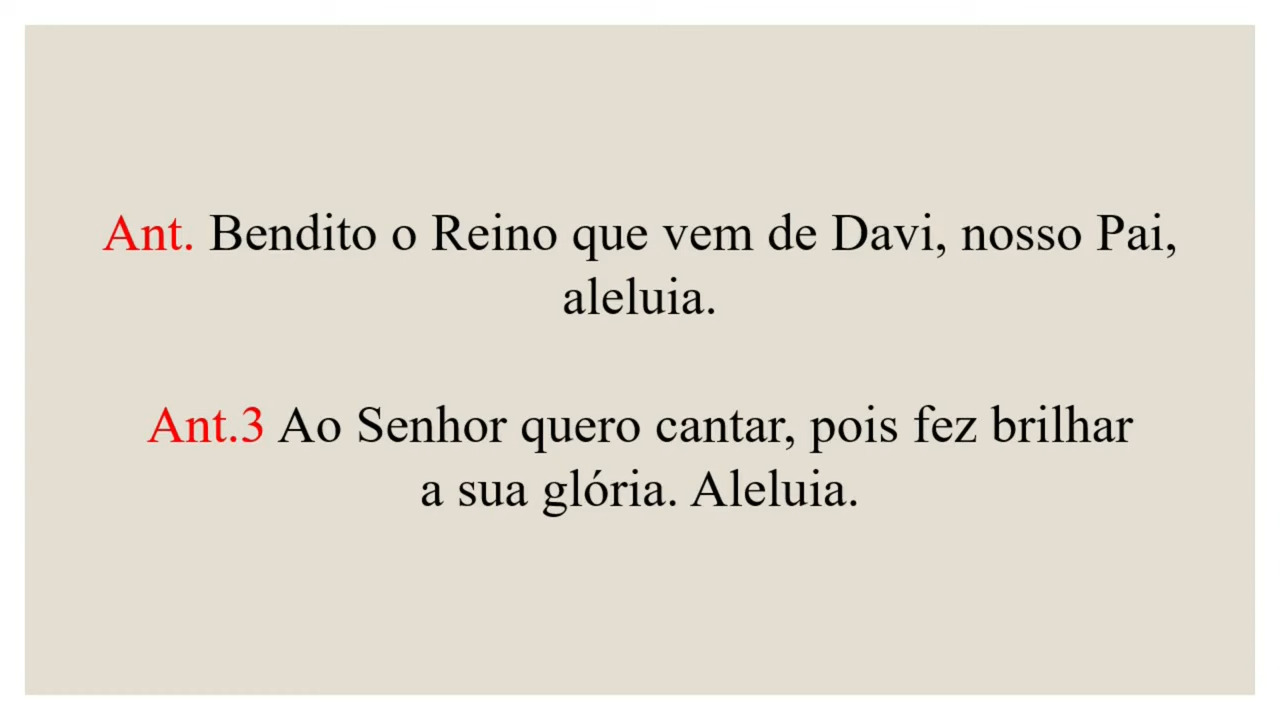 Ant. Bendito o Reino que vem de Davi, nosso Pai,
aleluia.
Ant.3 Ao Senhor quero cantar, pois fez brilhar
a sua glória. Aleluia.